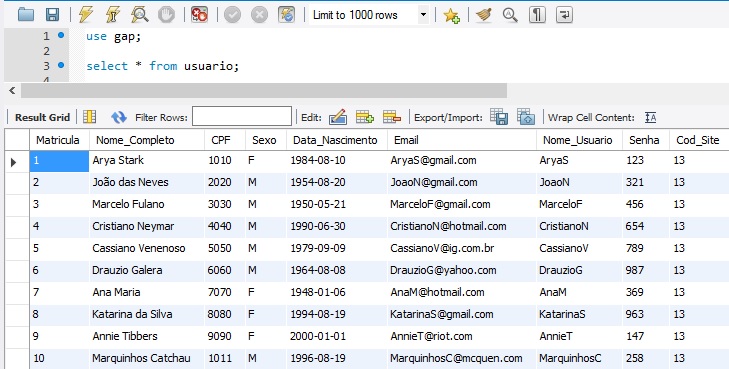 Limit to 1000 rows
1 use gap;
2
3 select * from usuario;
4
Result Grid Filter Rows: Edit: Export/Import: Wrap Cell Content:
Matricula Nome_Completo CPF Sexo Data_Nascimento Email Nome_Usuario Senha Cod_Site
1 Arya Stark 1010 F 1984-08-10 AryaS@gmail.com AryaS 123 13
2 João das Neves 2020 M 1954-08-20 JoaoN@gmail.com JoaoN 321 13
3 Marcelo Fulano 3030 M 1950-05-21 MarceloF@gmail.com MarceloF 456 13
4 Cristiano Neymar 4040 M 1990-06-30 CristianoN@hotmail.com CristianoN 654 13
5 Cassiano Venenoso 5050 M 1979-09-09 CassianoV@ig.com.br CassianoV 789 13
6 Drauzio Galera 6060 M 1964-08-08 DrauzioG@yahoo.com DrauzioG 987 13
7 Ana Maria 7070 F 1948-01-06 AnaM@hotmail.com AnaM 369 13
8 Katarina da Silva 8080 F 1994-08-19 KatarinaS@gmail.com KatarinaS 963 13
9 Annie Tibbers 9090 F 2000-01-01 AnnieT@riot.com AnnieT 147 13
10 Marquinhos Catchau 1011 M 1996-08-19 MarquinhosC@mcquen.com MarquinhosC 258 13